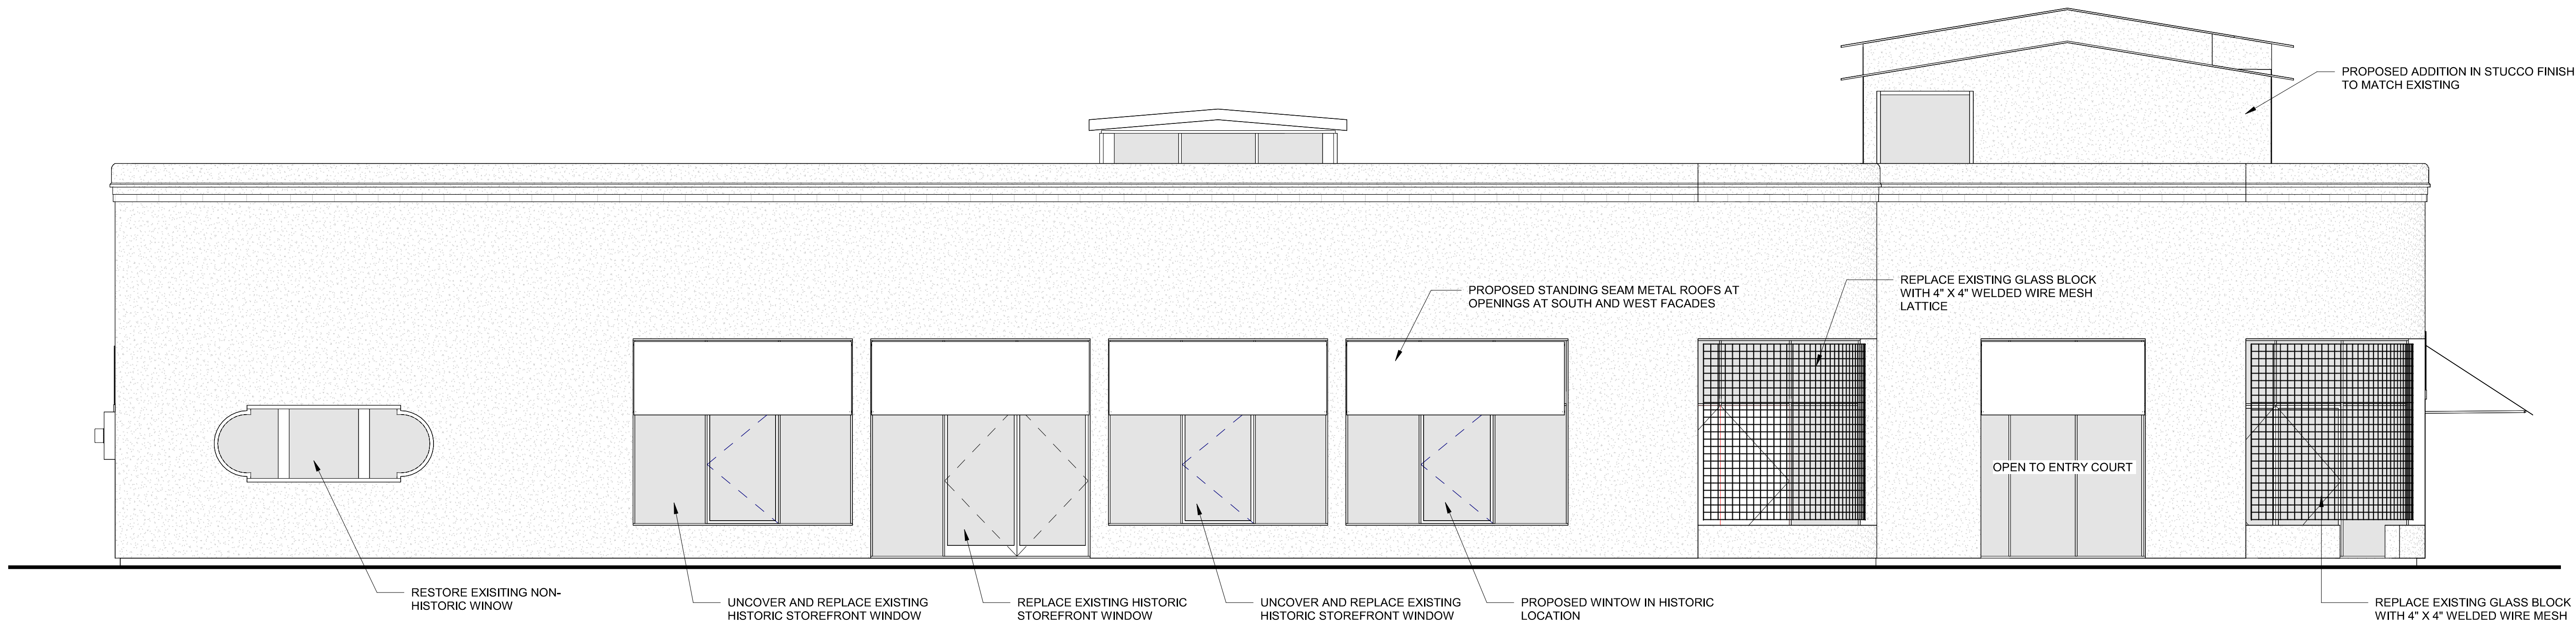 PROPOSED ADDITION IN STUCCO FINISH
TO MATCH EXISTING
PROPOSED STANDING SEAM METAL ROOFS AT
OPENINGS AT SOUTH AND WEST FACADES
REPLACE EXISTING GLASS BLOCK
WITH 4" X 4" WELDED WIRE MESH
LATTICE
OPEN TO ENTRY COURT
RESTORE EXISITING NON-
HISTORIC WINOW
UNCOVER AND REPLACE EXISTING
HISTORIC STOREFRONT WINDOW
REPLACE EXISTING HISTORIC
STOREFRONT WINDOW
UNCOVER AND REPLACE EXISTING
HISTORIC STOREFRONT WINDOW
PROPOSED WINTOW IN HISTORIC
LOCATION
REPLACE EXISTING GLASS BLOCK
WITH 4" X 4" WELDED WIRE MESH